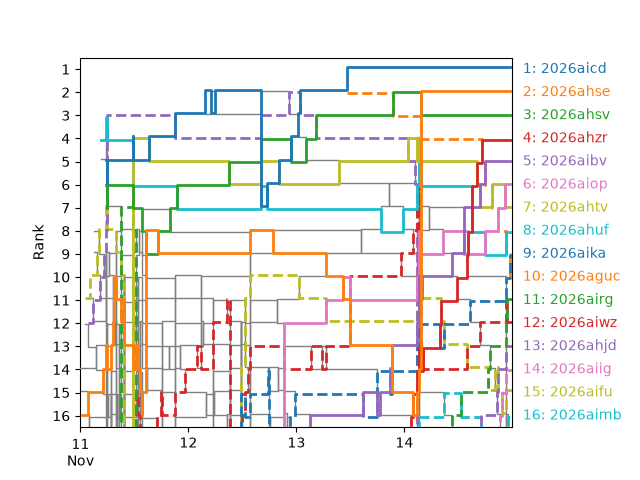 1
2
3
4
5
6
7
8
9
10
11
12
13
14
15
16
Rank
11
12
13
14
Nov
1: 2026aicd
2: 2026ahse
3: 2026ahsv
4: 2026ahzr
5: 2026aibv
6: 2026aiop
7: 2026ahtv
8: 2026ahuf
9: 2026aika
10: 2026aguc
11: 2026airg
12: 2026aiwz
13: 2026ahjd
14: 2026aiig
15: 2026aifu
16: 2026aimb